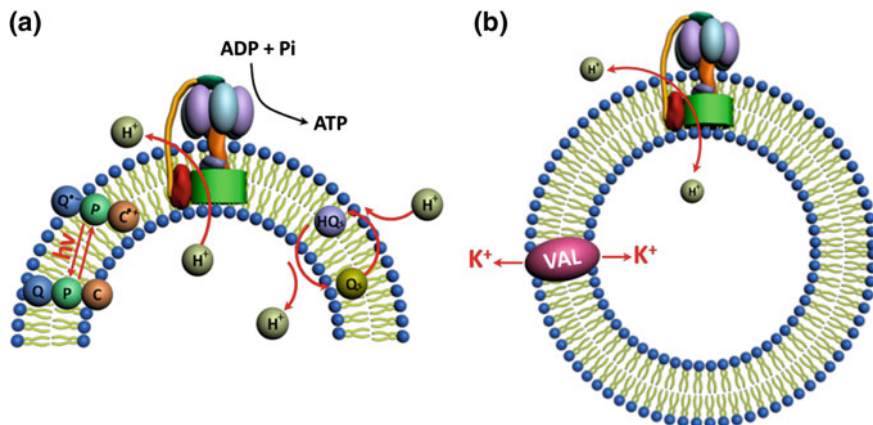 (a)
ADP + Pi
ATP
H⁺
Q•−
P
C•+
hν
Q
P
C
H⁺
HQs
H⁺
Qs
H⁺
(b)
H⁺
H⁺
K⁺
VAL
K⁺